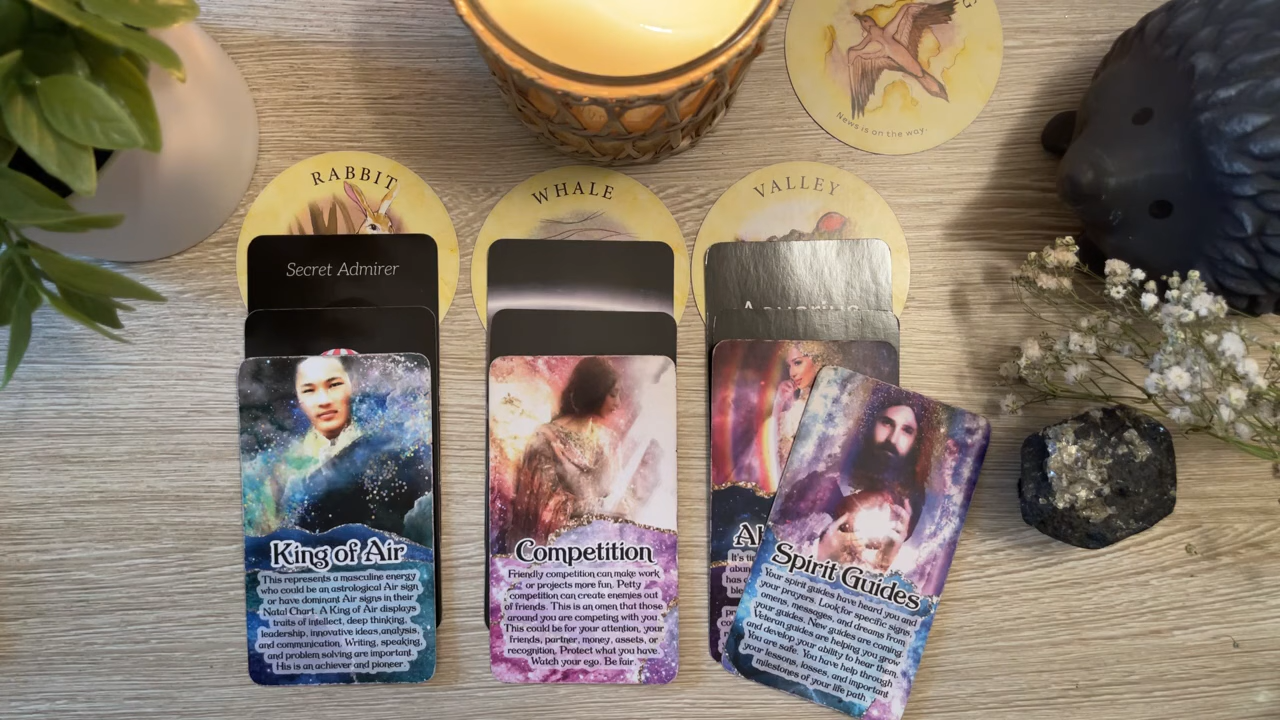 News is on the way.
RABBIT
WHALE
VALLEY
Secret Admirer
Aquarius
King of Air
This represents a masculine energy
who could be an astrological Air sign
or have dominant Air signs in their
Natal Chart. A King of Air displays
traits of intellect, deep thinking,
leadership, innovative ideas, analysis,
and communication. Writing, speaking,
and problem solving are important.
His is an achiever and pioneer.
Competition
Friendly competition can make work
or projects more fun. Petty
competition can create enemies out
of friends. This is an omen that those
around you are competing with you.
This could be for your attention, your
friends, partner, money, assets, or
recognition. Protect what you have.
Watch your ego. Be fair.
It's
has
Spirit Guides
Your spirit guides have heard you and
your prayers. Look for specific signs
omens, messages, and dreams from
your guides. New guides are coming
Veteran guides are helping you grow
and develop your ability to hear them.
You are safe. You have help through
your lessons, losses, and important
milestones of your life path.